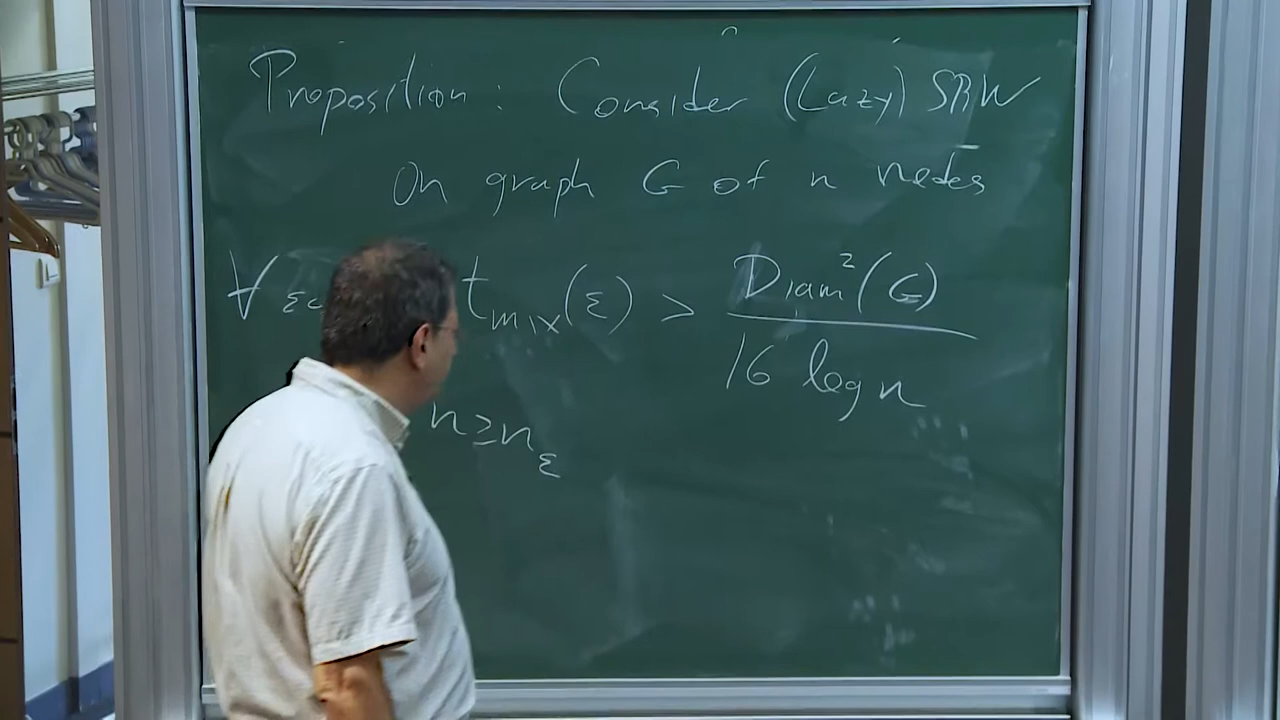 Proposition: Consider (Lazy) SRW
on graph G of n nodes
∀ε< t_mix(ε) > Diam²(G) / 16 log n
n ≥ n_ε